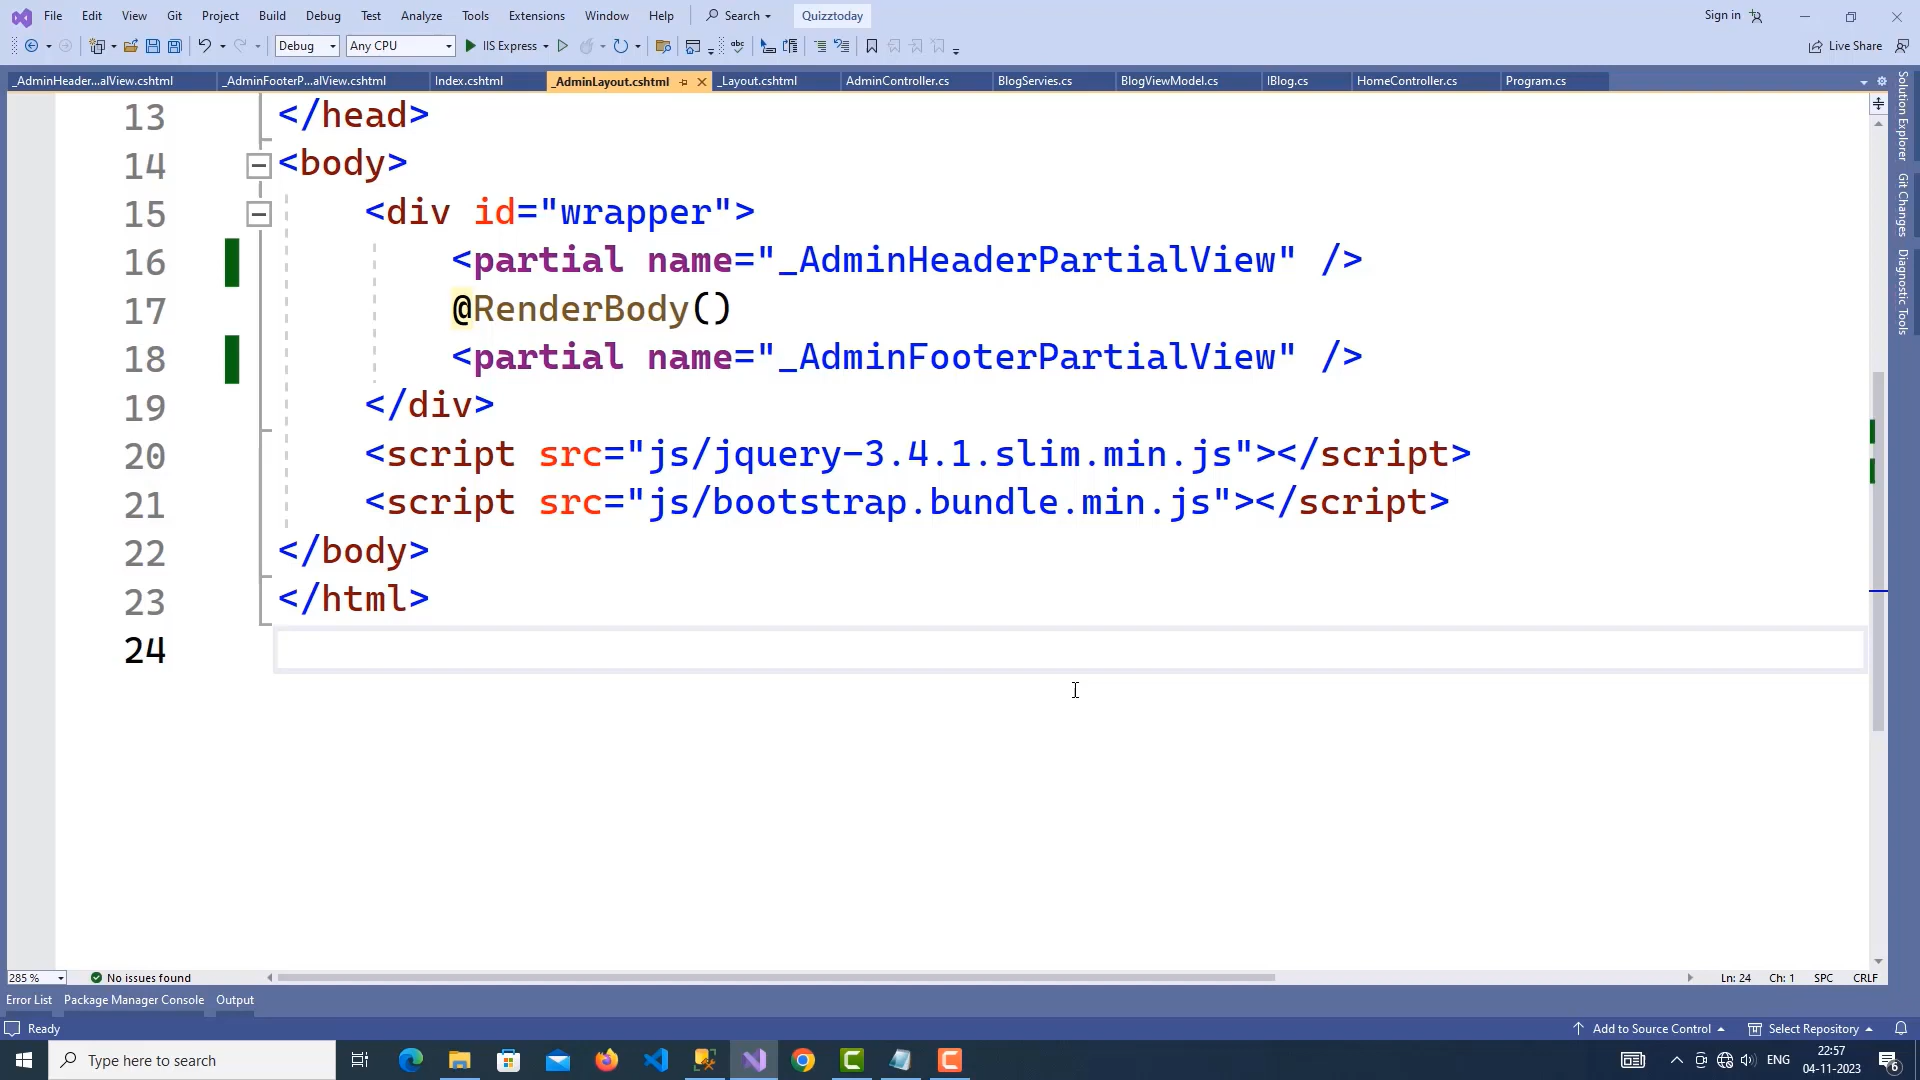 File Edit View Git Project Build Debug Test Analyze Tools Extensions Window Help Search Quizztoday Sign in
Debug Any CPU IIS Express Live Share
_AdminHeader...alView.cshtml _AdminFooterP...alView.cshtml Index.cshtml _AdminLayout.cshtml _Layout.cshtml AdminController.cs BlogServies.cs BlogViewModel.cs IBlog.cs HomeController.cs Program.cs
13 </head>
14 <body>
15 <div id="wrapper">
16 <partial name="_AdminHeaderPartialView" />
17 @RenderBody()
18 <partial name="_AdminFooterPartialView" />
19 </div>
20 <script src="js/jquery-3.4.1.slim.min.js"></script>
21 <script src="js/bootstrap.bundle.min.js"></script>
22 </body>
23 </html>
24
Solution Explorer
Git Changes
Diagnostic Tools
285 % No issues found Ln: 24 Ch: 1 SPC CRLF
Error List Package Manager Console Output
Ready Add to Source Control Select Repository
Type here to search ENG 22:57
04-11-2023 6